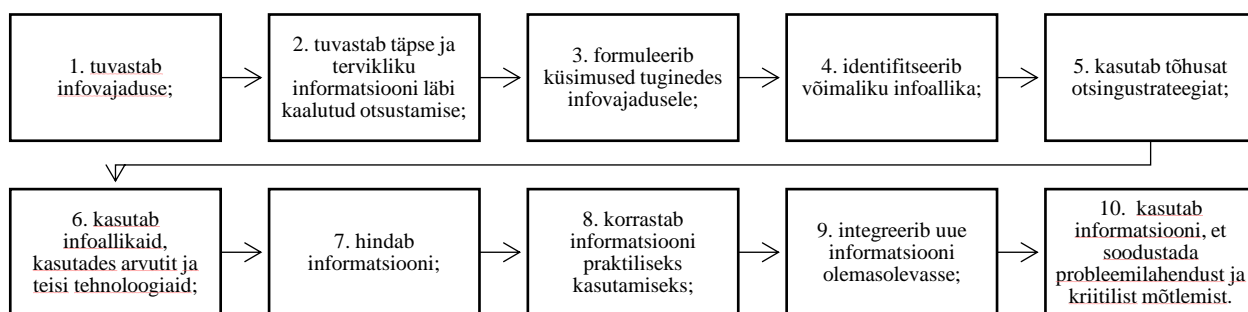 1. tuvastab
infovajaduse;
2. tuvastab täpse ja
tervikliku
informatsiooni läbi
kaalutud otsustamise;
3. formuleerib
küsimused tuginedes
infovajadusele;
4. identifitseerib
võimaliku infoallika;
5. kasutab tõhusat
otsingustrateegiat;
6. kasutab
infoallikaid,
kasutades arvutit ja
teisi tehnoloogiaid;
7. hindab
informatsiooni;
8. korrastab
informatsiooni
praktiliseks
kasutamiseks;
9. integreerib uue
informatsiooni
olemasolevasse;
10. kasutab
informatsiooni, et
soodustada
probleemilahendust ja
kriitilist mõtlemist.